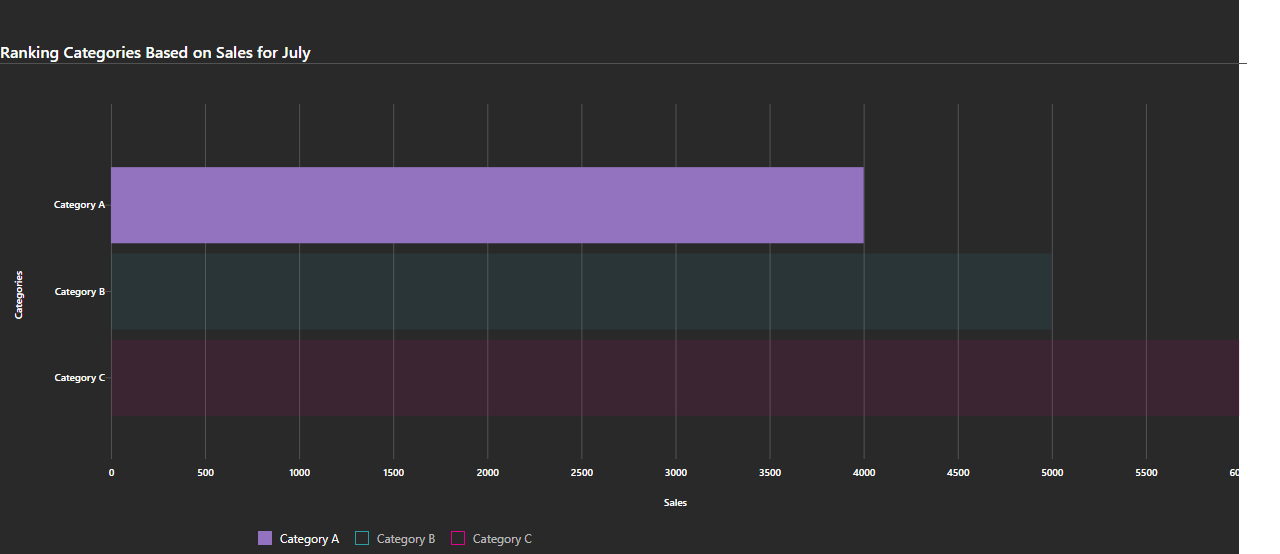 Ranking Categories Based on Sales for July
Categories
Category A
Category B
Category C
0 500 1000 1500 2000 2500 3000 3500 4000 4500 5000 5500 60
Sales
Category A Category B Category C